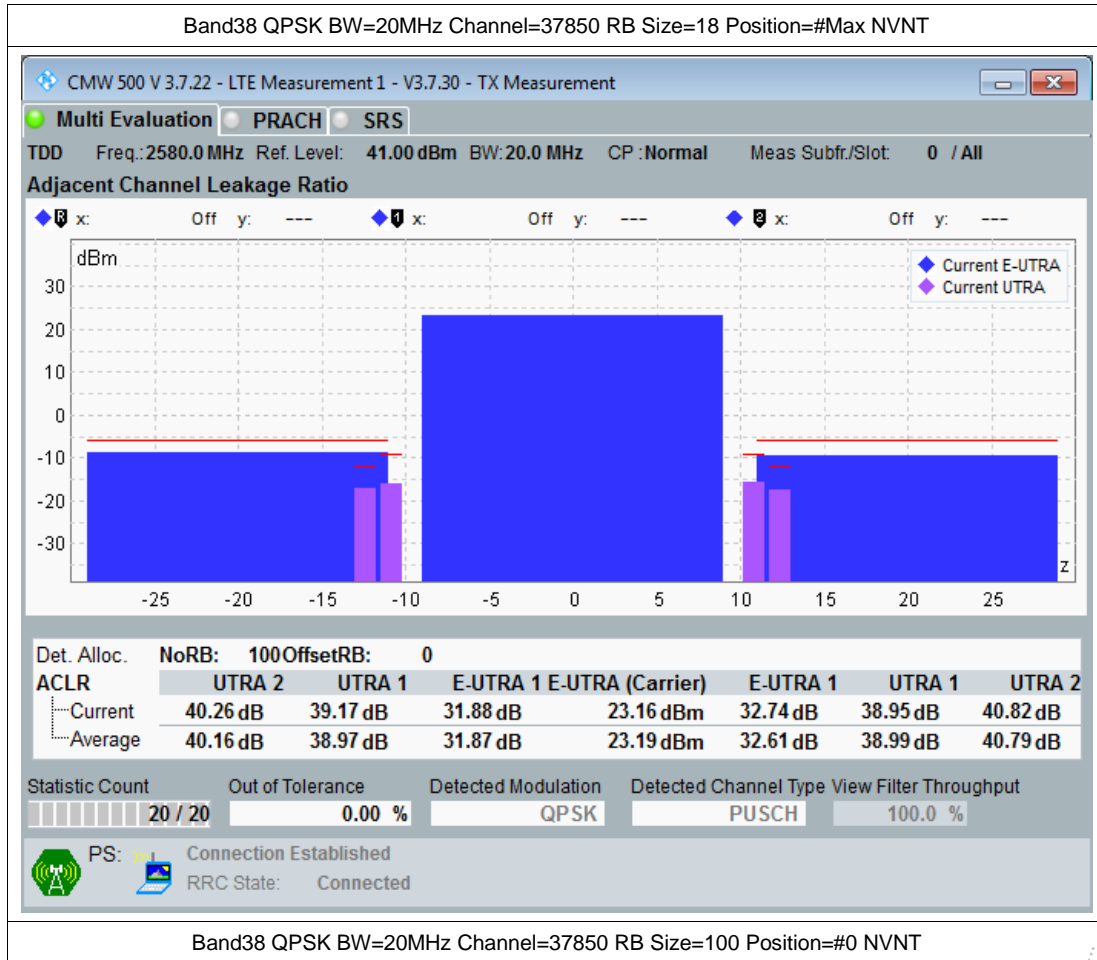 Band38 QPSK BW=20MHz Channel=37850 RB Size=18 Position=#Max NVNT
CMW 500 V 3.7.22 - LTE Measurement 1 - V3.7.30 - TX Measurement
Multi Evaluation PRACH SRS
TDD Freq.:2580.0 MHz Ref. Level: 41.00 dBm BW:20.0 MHz CP :Normal Meas Subfr./Slot: 0 / All
Adjacent Channel Leakage Ratio
R x: Off y: --- 1 x: Off y: --- 2 x: Off y: ---
dBm
Current E-UTRA
Current UTRA
30
20
10
0
-10
-20
-30
z
-25 -20 -15 -10 -5 0 5 10 15 20 25
Det. Alloc. NoRB: 100 OffsetRB: 0
ACLR UTRA 2 UTRA 1 E-UTRA 1 E-UTRA (Carrier) E-UTRA 1 UTRA 1 UTRA 2
Current 40.26 dB 39.17 dB 31.88 dB 23.16 dBm 32.74 dB 38.95 dB 40.82 dB
Average 40.16 dB 38.97 dB 31.87 dB 23.19 dBm 32.61 dB 38.99 dB 40.79 dB
Statistic Count Out of Tolerance Detected Modulation Detected Channel Type View Filter Throughput
20 / 20 0.00 % QPSK PUSCH 100.0 %
PS: Connection Established
RRC State: Connected
Band38 QPSK BW=20MHz Channel=37850 RB Size=100 Position=#0 NVNT